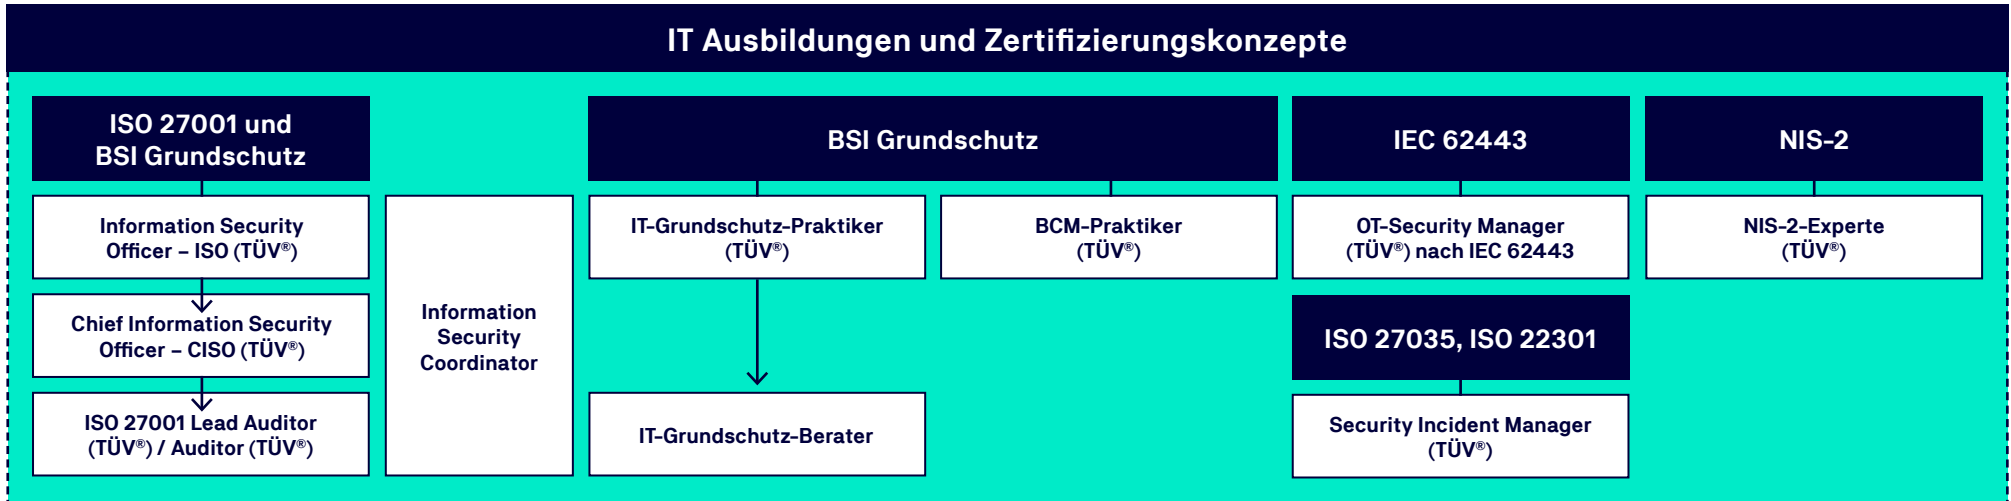 IT Ausbildungen und Zertifizierungskonzepte
ISO 27001 und
BSI Grundschutz
Information Security
Officer – ISO (TÜV®)
Chief Information Security
Officer – CISO (TÜV®)
ISO 27001 Lead Auditor
(TÜV®) / Auditor (TÜV®)
Information
Security
Coordinator
BSI Grundschutz
IT-Grundschutz-Praktiker
(TÜV®)
IT-Grundschutz-Berater
BCM-Praktiker
(TÜV®)
IEC 62443
OT-Security Manager
(TÜV®) nach IEC 62443
ISO 27035, ISO 22301
Security Incident Manager
(TÜV®)
NIS-2
NIS-2-Experte
(TÜV®)